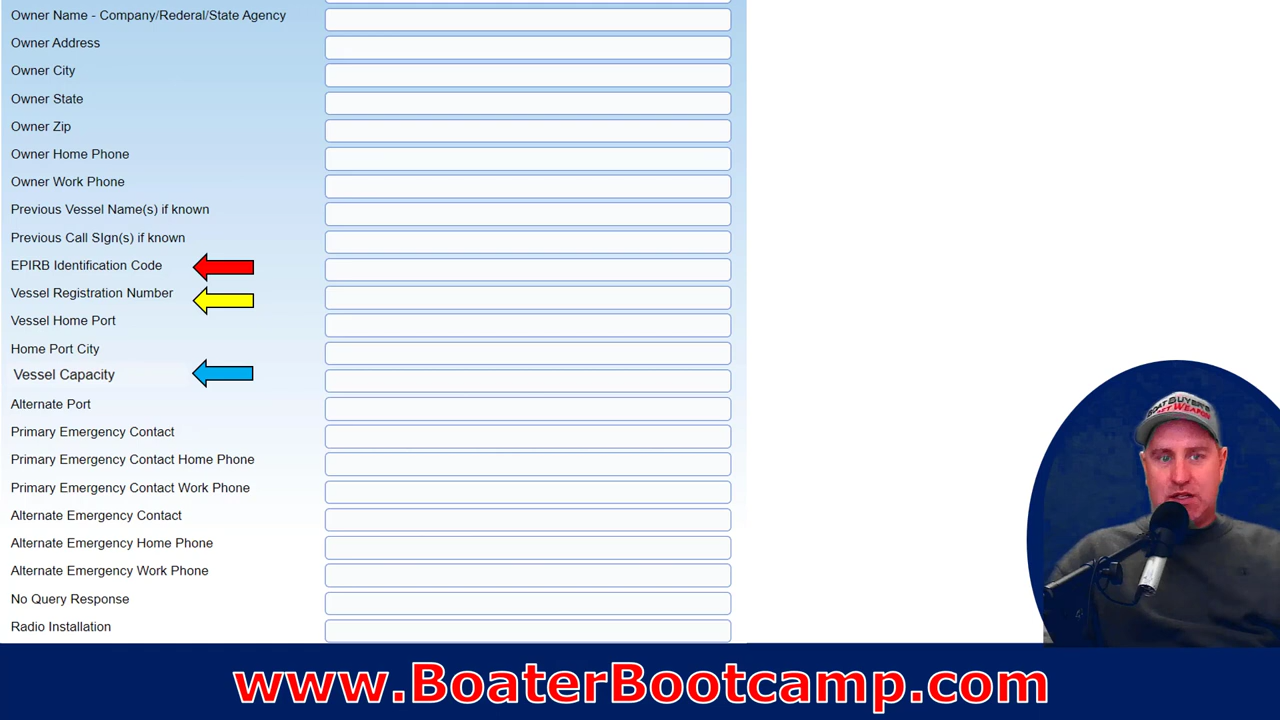 Owner Name - Company/Rederal/State Agency
Owner Address
Owner City
Owner State
Owner Zip
Owner Home Phone
Owner Work Phone
Previous Vessel Name(s) if known
Previous Call SIgn(s) if known
EPIRB Identification Code
Vessel Registration Number
Vessel Home Port
Home Port City
Vessel Capacity
Alternate Port
Primary Emergency Contact
Primary Emergency Contact Home Phone
Primary Emergency Contact Work Phone
Alternate Emergency Contact
Alternate Emergency Home Phone
Alternate Emergency Work Phone
No Query Response
Radio Installation
BOAT BUYER'S
WEAPON
www.BoaterBootcamp.com